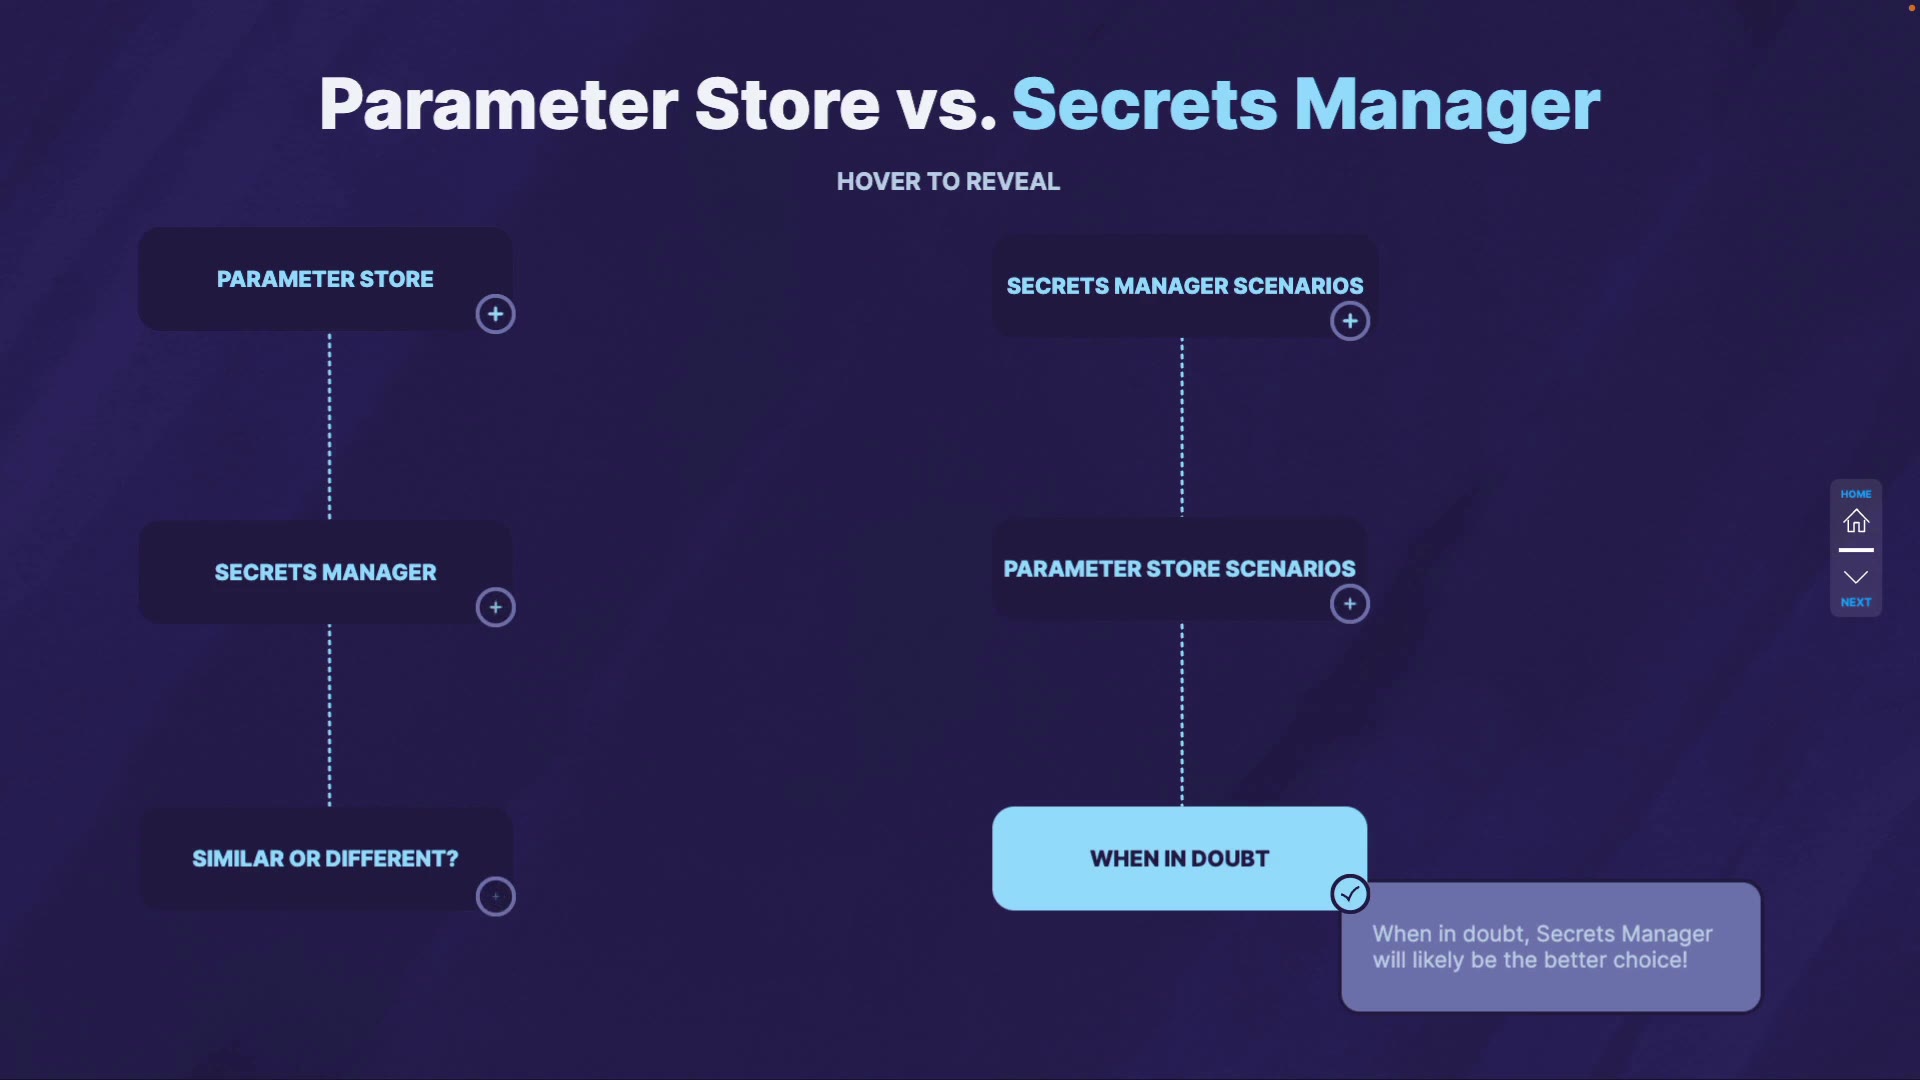 Parameter Store vs. Secrets Manager
HOVER TO REVEAL
PARAMETER STORE
SECRETS MANAGER
SIMILAR OR DIFFERENT?
SECRETS MANAGER SCENARIOS
PARAMETER STORE SCENARIOS
WHEN IN DOUBT
When in doubt, Secrets Manager
will likely be the better choice!
HOME
NEXT